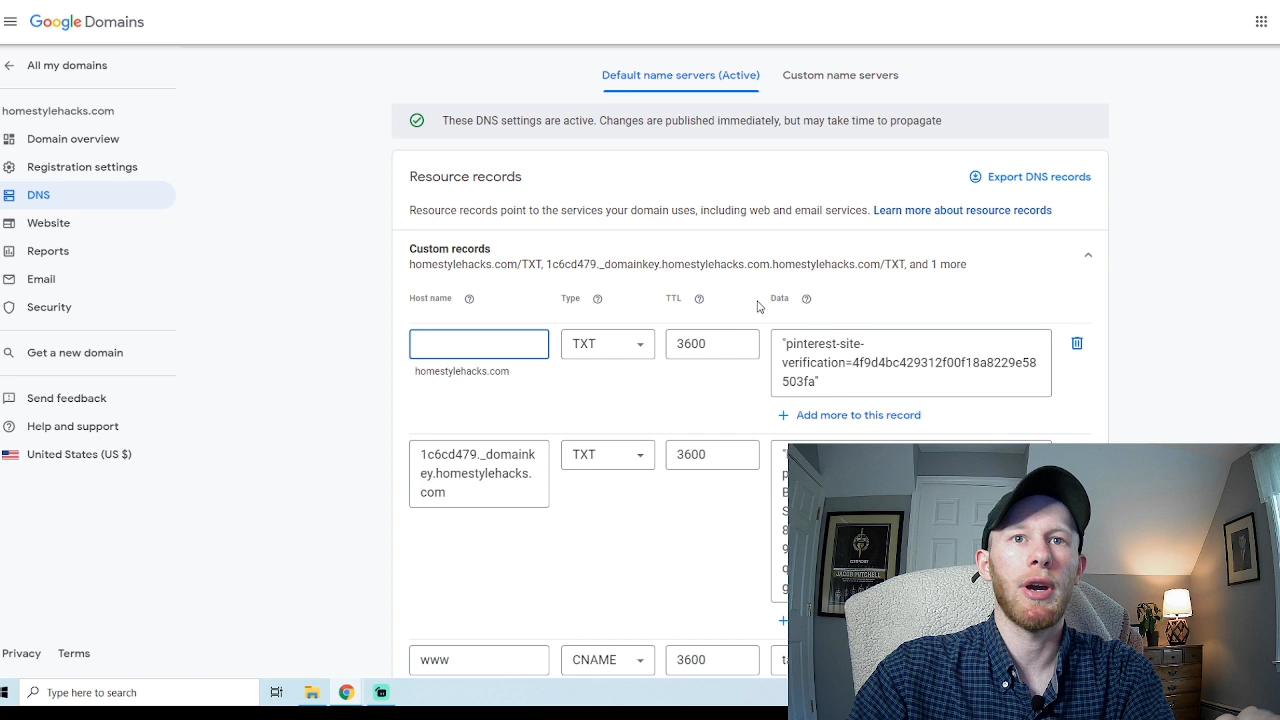 Google Domains
All my domains
homestylehacks.com
Domain overview
Registration settings
DNS
Website
Reports
Email
Security
Get a new domain
Send feedback
Help and support
United States (US $)
Privacy
Terms
Default name servers (Active)
Custom name servers
These DNS settings are active. Changes are published immediately, but may take time to propagate
Resource records
Export DNS records
Resource records point to the services your domain uses, including web and email services. Learn more about resource records
Custom records
homestylehacks.com/TXT, 1c6cd479._domainkey.homestylehacks.com.homestylehacks.com/TXT, and 1 more
Host name
Type
TTL
Data
TXT
3600
"pinterest-site-
verification=4f9d4bc429312f00f18a8229e58
503fa"
homestylehacks.com
+ Add more to this record
1c6cd479._domaink
ey.homestylehacks.
com
TXT
3600
www
CNAME
3600
Type here to search
JACOB MITCHELL